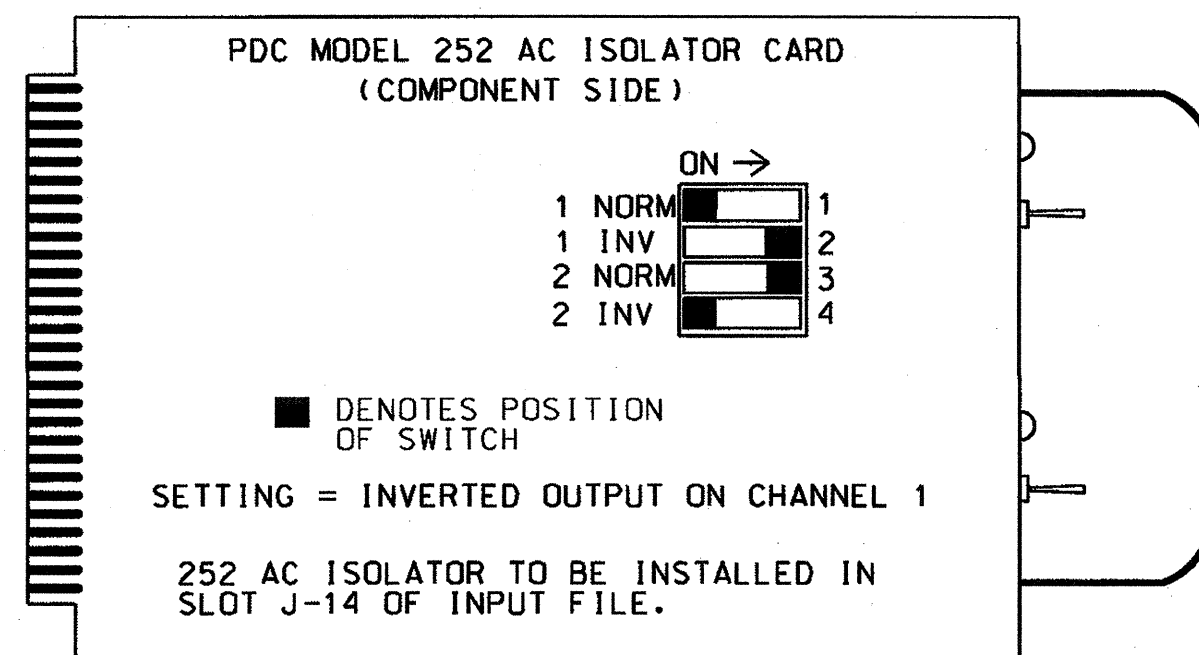 PDC MODEL 252 AC ISOLATOR CARD
(COMPONENT SIDE)
ON →
1 NORM 1
1 INV 2
2 NORM 3
2 INV 4
DENOTES POSITION
OF SWITCH
SETTING = INVERTED OUTPUT ON CHANNEL 1
252 AC ISOLATOR TO BE INSTALLED IN
SLOT J-14 OF INPUT FILE.